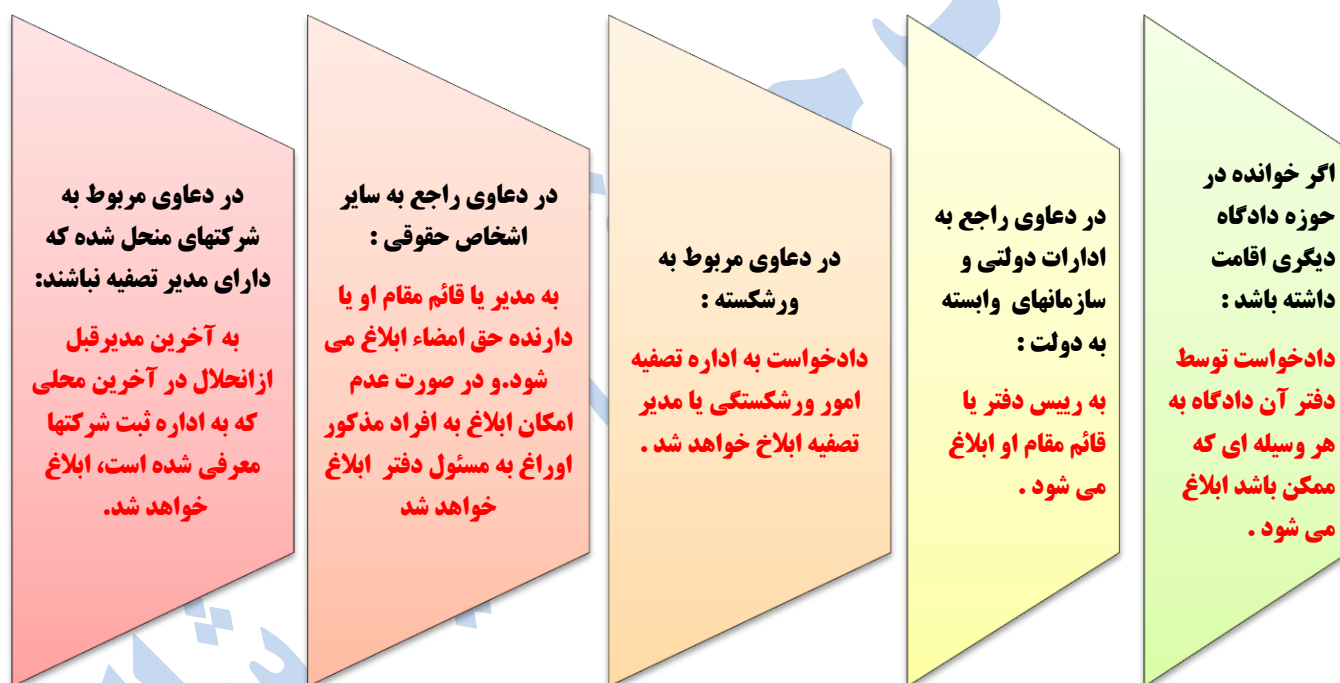 اگر خوانده در
حوزه دادگاه
دیگری اقامت
داشته باشد :
دادخواست توسط
دفتر آن دادگاه به
هر وسیله ای که
ممکن باشد ابلاغ
می شود .
در دعاوی راجع به
ادارات دولتی و
سازمانهای وابسته
به دولت :
به رییس دفتر یا
قائم مقام او ابلاغ
می شود .
در دعاوی مربوط به
ورشکسته :
دادخواست به اداره تصفیه
امور ورشکستگی یا مدیر
تصفیه ابلاخ خواهد شد .
در دعاوی راجع به سایر
اشخاص حقوقی :
به مدیر یا قائم مقام او یا
دارنده حق امضاء ابلاغ می
شود.و در صورت عدم
امکان ابلاغ به افراد مذکور
اوراغ به مسئول دفتر ابلاغ
خواهد شد
در دعاوی مربوط به
شرکتهای منحل شده که
دارای مدیر تصفیه نباشند:
به آخرین مدیرقبل
ازانحلال در آخرین محلی
که به اداره ثبت شرکتها
معرفی شده است، ابلاغ
خواهد شد.